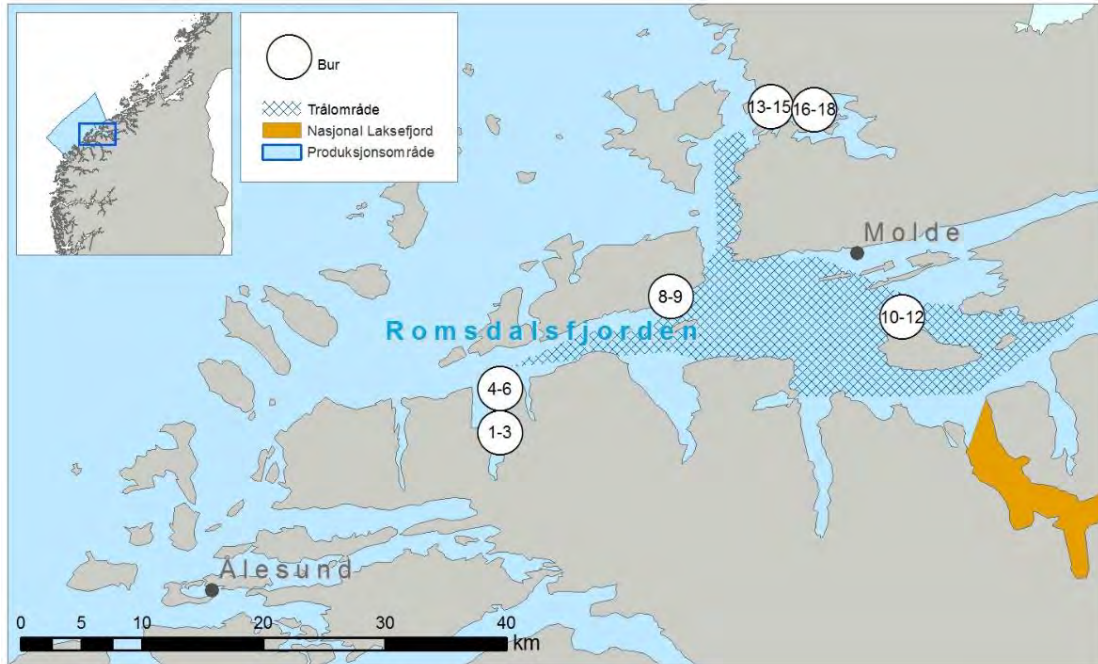 Bur
Trålområde
Nasjonal Laksefjord
Produksjonsområde
13-15
16-18
Molde
8-9
10-12
Romsdalsfjorden
4-6
1-3
Ålesund
0 5 10 20 30 40
km